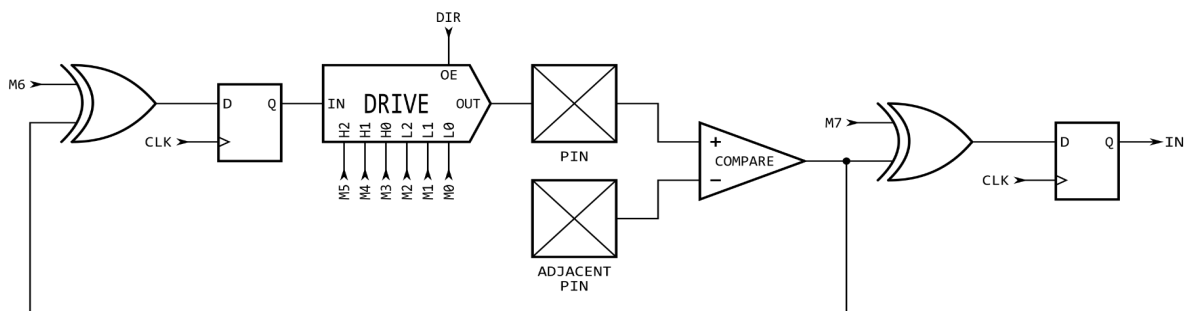 DIR
M6
OE
D
Q
IN
DRIVE
OUT
H2
H1
H0
L2
L1
L0
CLK
M5
M4
M3
M2
M1
M0
PIN
ADJACENT
PIN
+
COMPARE
−
M7
D
Q
IN
CLK